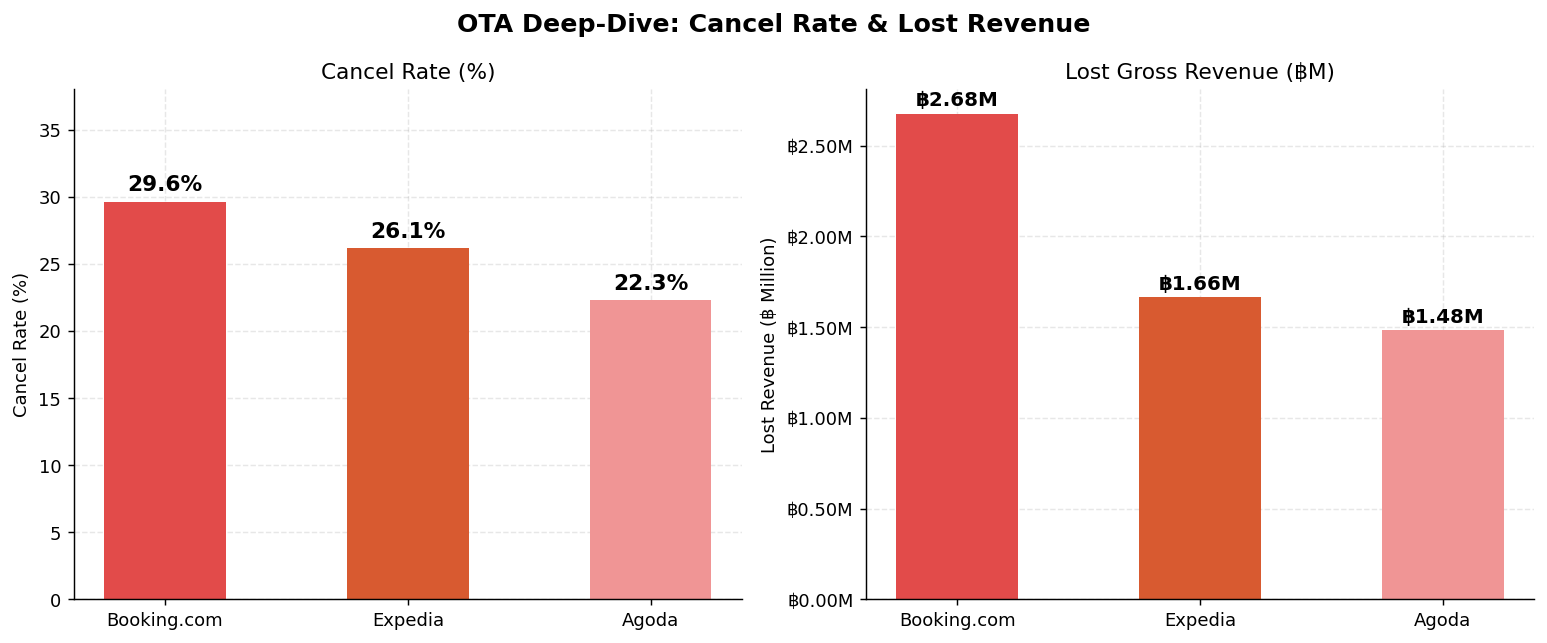 OTA Deep-Dive: Cancel Rate & Lost Revenue
Cancel Rate (%)
Cancel Rate (%)
35
30
25
20
15
10
5
0
29.6%
26.1%
22.3%
Booking.com
Expedia
Agoda
Lost Gross Revenue (฿M)
Lost Revenue (฿ Million)
฿2.50M
฿2.00M
฿1.50M
฿1.00M
฿0.50M
฿0.00M
฿2.68M
฿1.66M
฿1.48M
Booking.com
Expedia
Agoda